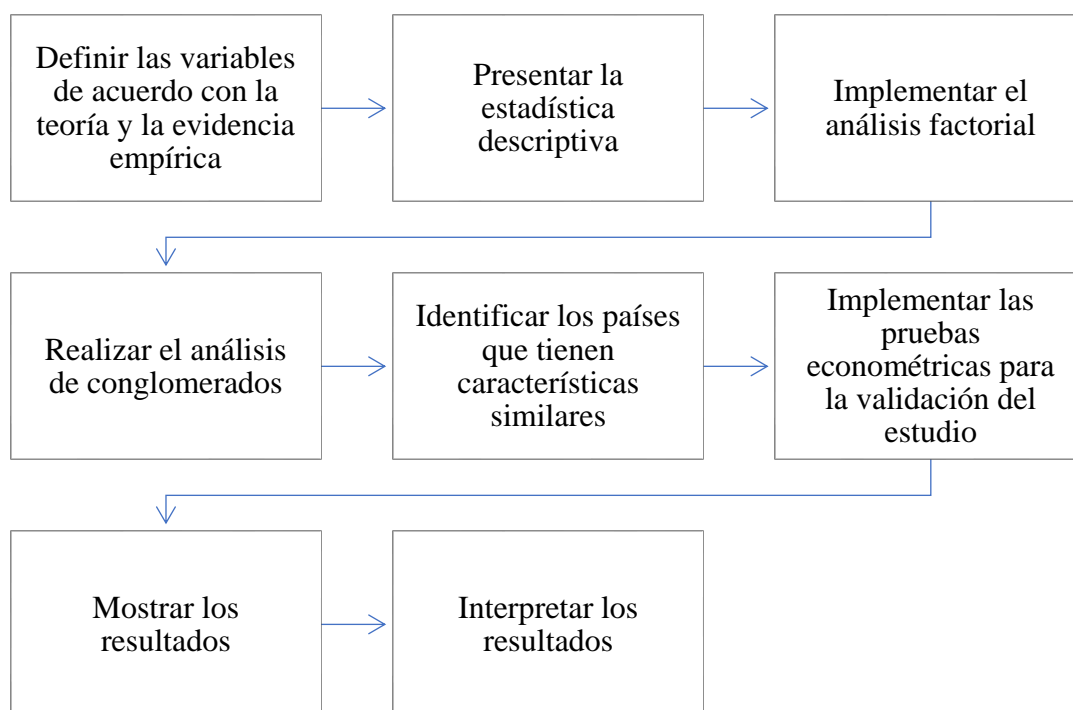 Definir las variables
de acuerdo con la
teoría y la evidencia
empírica
Presentar la
estadística
descriptiva
Implementar el
análisis factorial
Realizar el análisis
de conglomerados
Identificar los países
que tienen
características
similares
Implementar las
pruebas
econométricas para
la validación del
estudio
Mostrar los
resultados
Interpretar los
resultados